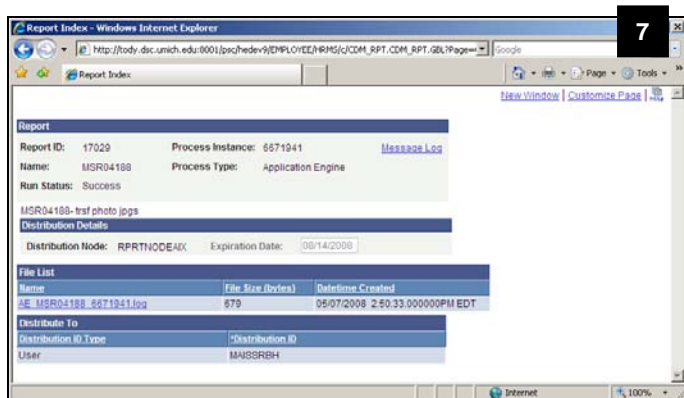 Report Index - Windows Internet Explorer
7
http://tody.dsc.umich.edu:8001/psc/hedev9/EMPLOYEE/HRMS/c/CDM_RPT.CDM_RPT.GBL?Page=
Google
Report Index
Page Tools
New Window | Customize Page |
Report
Report ID: 17029 Process Instance: 6671941 Message Log
Name: MSR04188 Process Type: Application Engine
Run Status: Success
MSR04188- trsf photo jpgs
Distribution Details
Distribution Node: RPRTNODEAIX Expiration Date: 08/14/2008
File List
Name File Size (bytes) Datetime Created
AE_MSR04188_6671941.log 679 05/07/2008 2:50:33.000000PM EDT
Distribute To
Distribution ID Type *Distribution ID
User MAISSRBH
Internet 100%